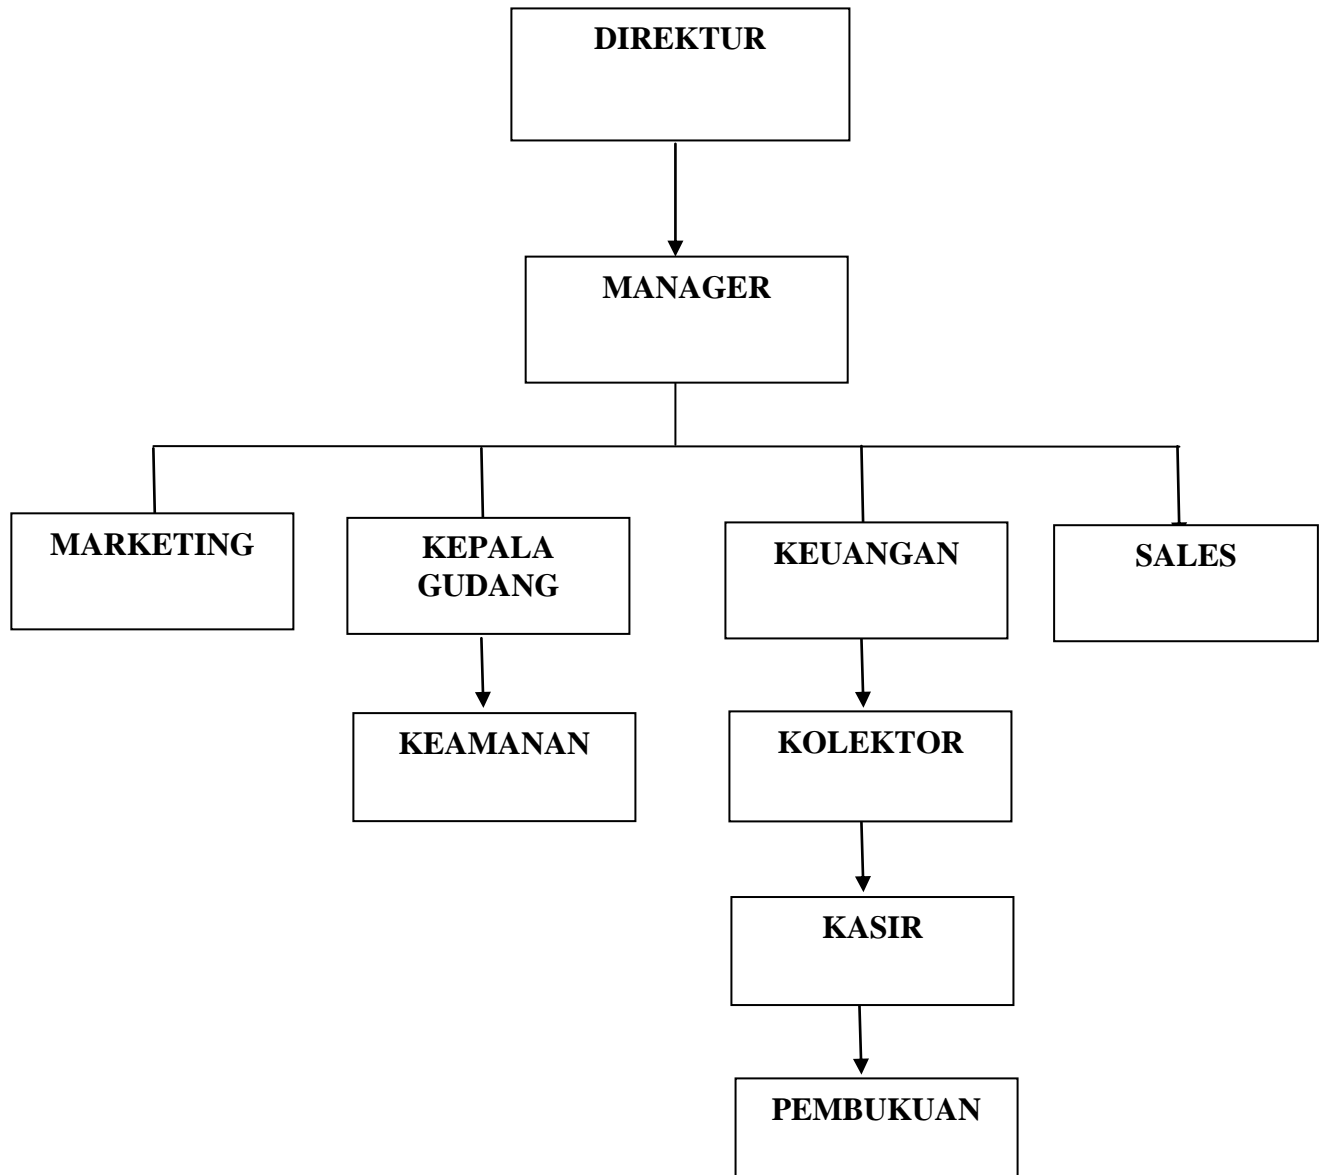 DIREKTUR
MANAGER
MARKETING
KEPALA
GUDANG
KEUANGAN
SALES
KEAMANAN
KOLEKTOR
KASIR
PEMBUKUAN